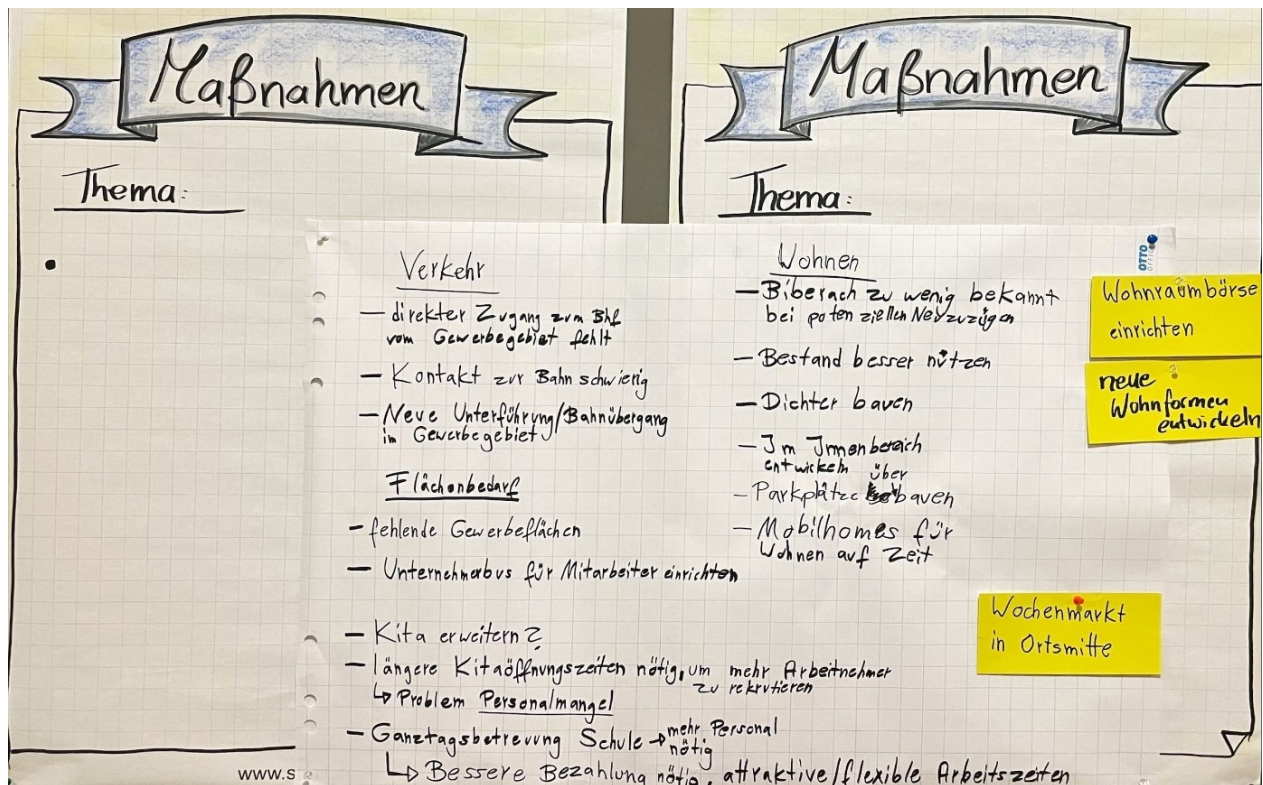 Maßnahmen
Thema:
Maßnahmen
Thema:
Verkehr
– direkter Zugang zum Bhf
vom Gewerbegebiet fehlt
– Kontakt zur Bahn schwierig
– Neue Unterführung/Bahnübergang
im Gewerbegebiet
Flächenbedarf
– fehlende Gewerbeflächen
– Unternehmerbus für Mitarbeiter einrichten
– Kita erweitern?
– längere Kitaöffnungszeiten nötig, um mehr Arbeitnehmer
zu rekrutieren
↳ Problem Personalmangel
– Ganztagsbetreuung Schule → mehr Personal
nötig
↳ Bessere Bezahlung nötig, attraktive/flexible Arbeitszeiten
Wohnen
– Biberach zu wenig bekannt
bei potenziellen Neuzuzügen
– Bestand besser nützen
– Dichter bauen
– Im Innenbereich
entwickeln
über
– Parkplätze bauen
– Mobilhomes für
Wohnen auf Zeit
OTTO
OFFICE
Wohnraumbörse
einrichten
neue
Wohnformen
entwickeln
Wochenmarkt
in Ortsmitte
www.s